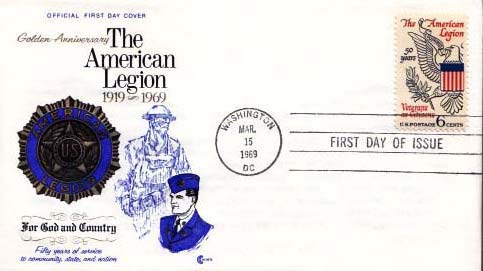 OFFICIAL FIRST DAY COVER
Golden Anniversary
The
American
Legion
1919 1969
AMERICAN
US
LEGION
For God and Country
Fifty years of service
to community, state, and nation
WASHINGTON
MAR.
15
1969
DC
FIRST DAY OF ISSUE
The American
Legion
50
years
Veterans
as Citizens
U.S. POSTAGE 6 CENTS